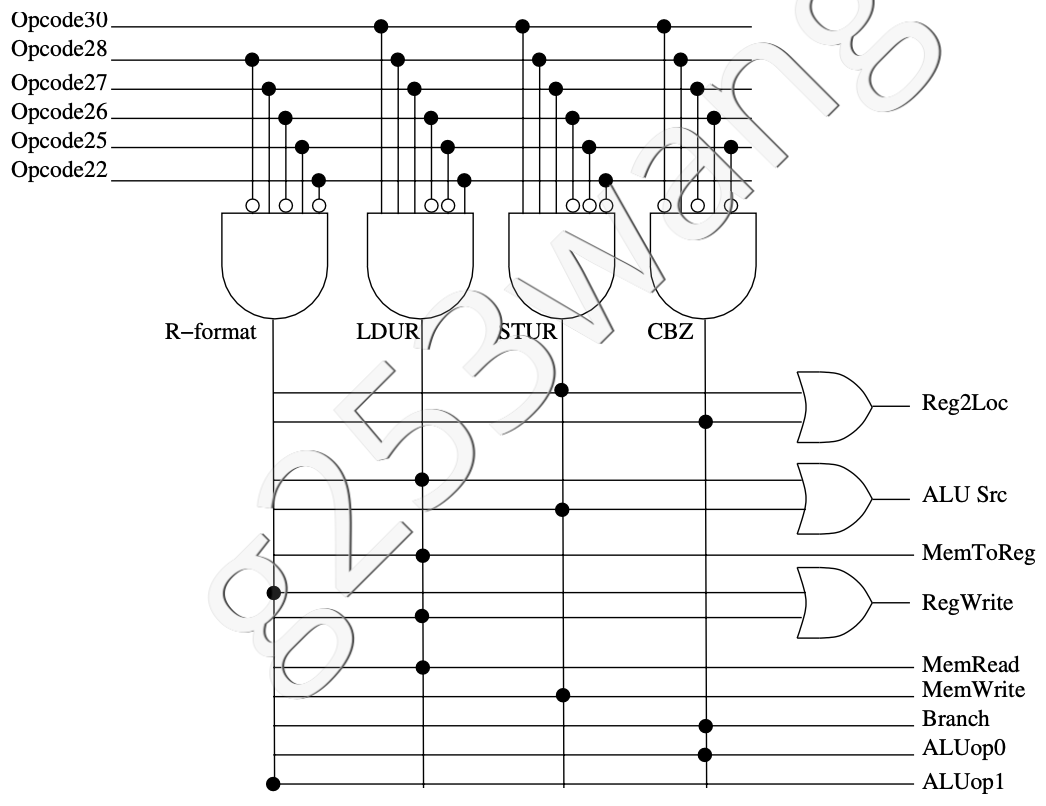 Opcode30
Opcode28
Opcode27
Opcode26
Opcode25
Opcode22
R−format
LDUR
STUR
CBZ
Reg2Loc
ALU Src
MemToReg
RegWrite
MemRead
MemWrite
Branch
ALUop0
ALUop1
g253wang